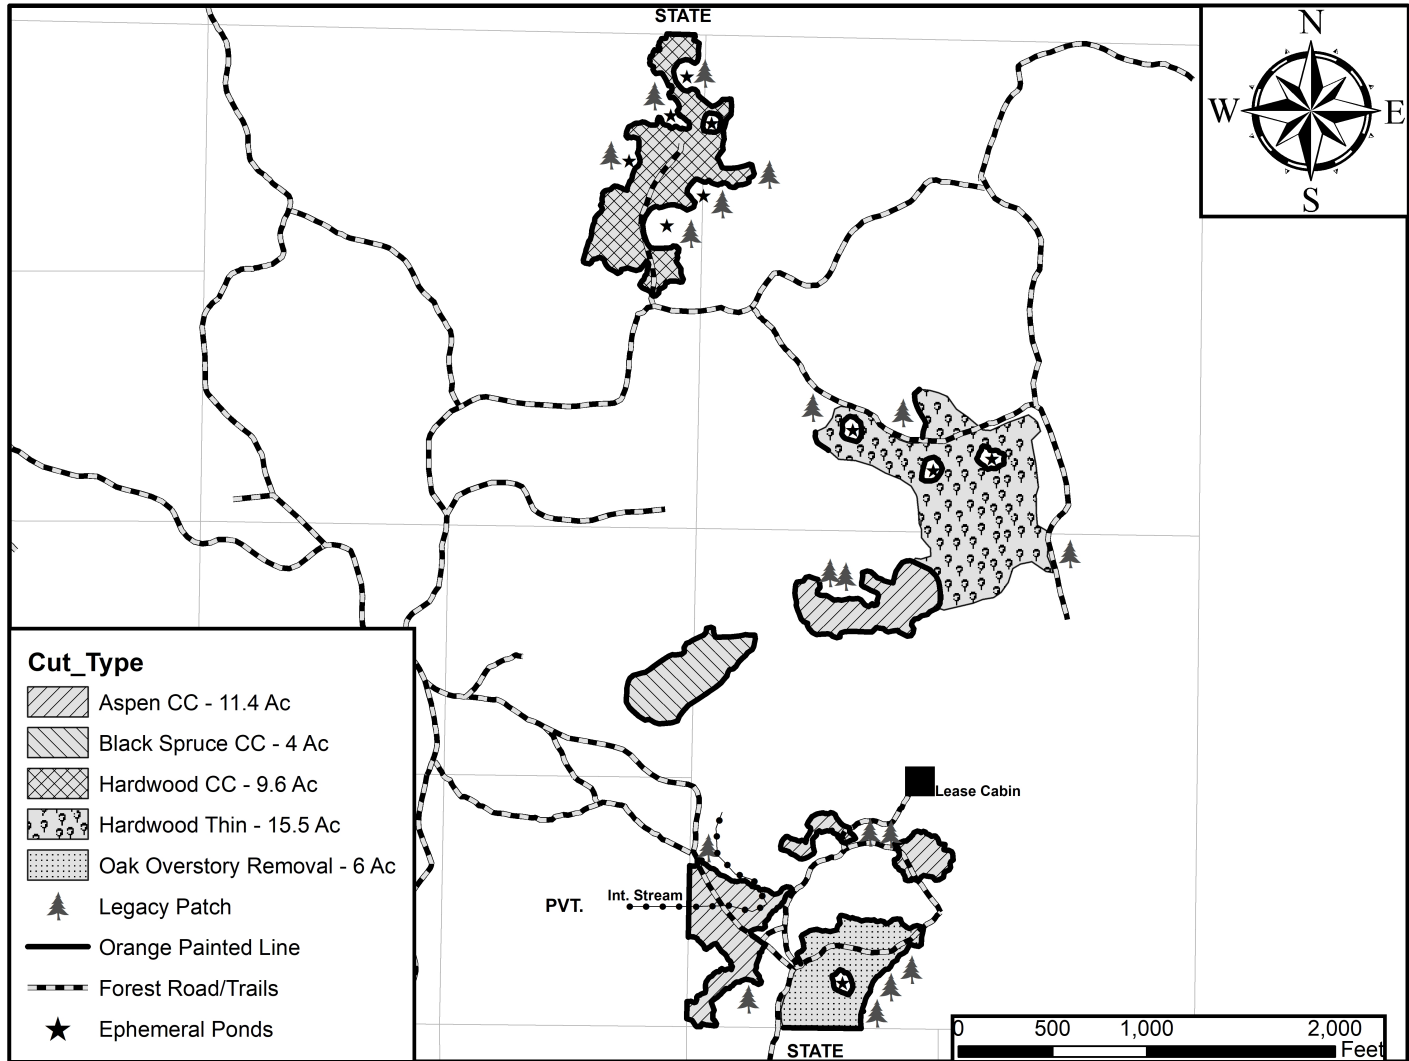 STATE
N
W
E
S
Cut_Type
Aspen CC - 11.4 Ac
Black Spruce CC - 4 Ac
Hardwood CC - 9.6 Ac
Hardwood Thin - 15.5 Ac
Oak Overstory Removal - 6 Ac
Legacy Patch
Orange Painted Line
Forest Road/Trails
Ephemeral Ponds
Lease Cabin
Int. Stream
PVT.
STATE
0 500 1,000 2,000
Feet